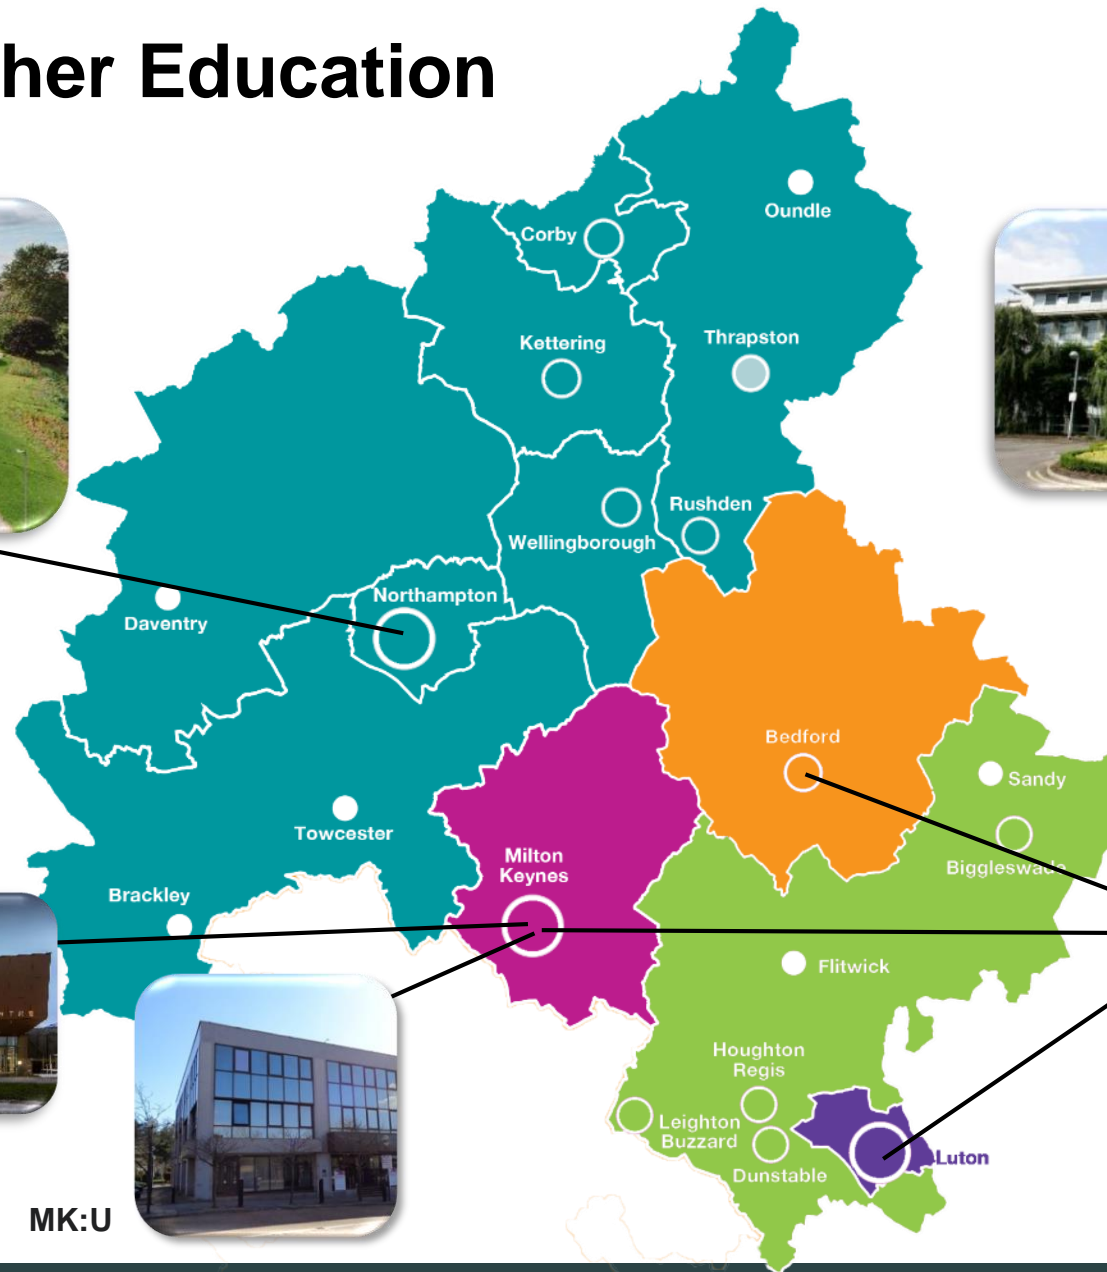 her Education
Oundle
Corby
Kettering
Thrapston
Rushden
Wellingborough
Northampton
Daventry
Bedford
Sandy
Towcester
Milton
Keynes
Biggleswade
Brackley
Flitwick
Houghton
Regis
Leighton
Buzzard
Dunstable
Luton
MK:U